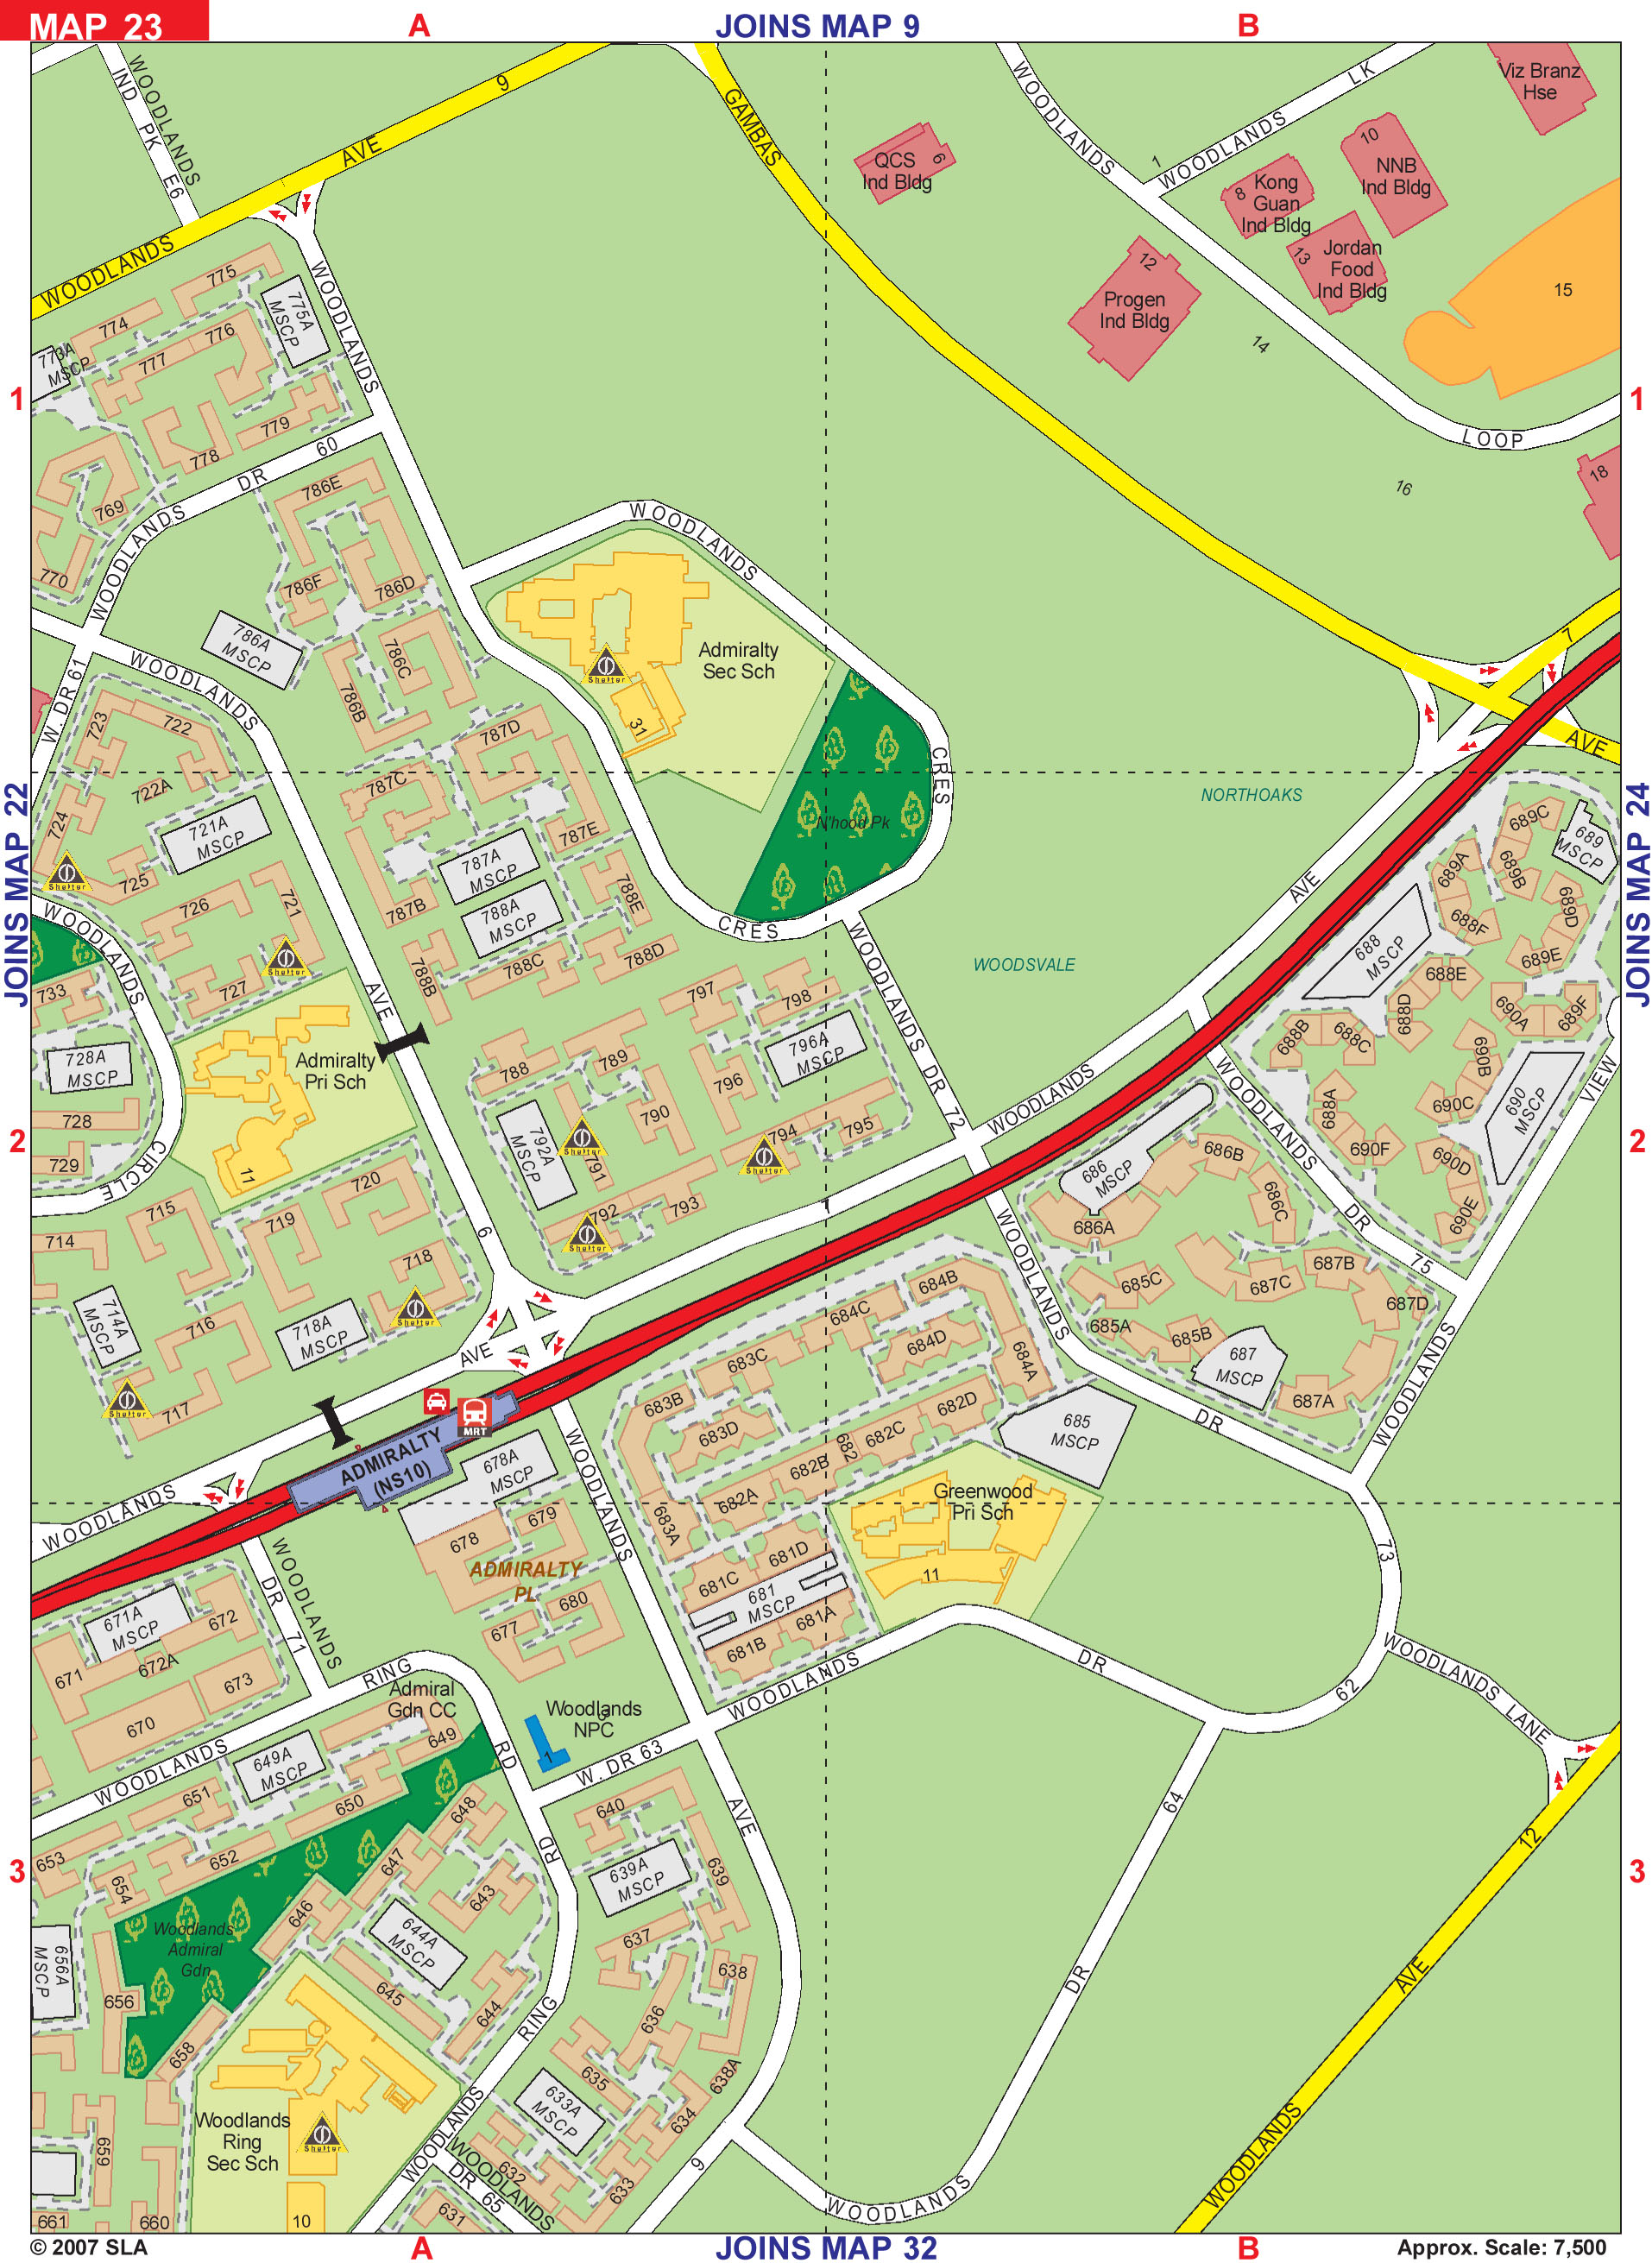 MAP 23
A
JOINS MAP 9
B
WOODLANDS
IND PK E6
WOODLANDS AVE 9
GAMBAS AVE
WOODLANDS LOOP
WOODLANDS LK
Viz Branz
Hse
QCS
Ind Bldg
6
1
8
Kong
Guan
Ind Bldg
10
NNB
Ind Bldg
13
Jordan
Food
Ind Bldg
12
Progen
Ind Bldg
14
15
16
18
775
774
776
777
775A
MSCP
773A
MSCP
779
778
769
770
1
1
WOODLANDS DR 60
WOODLANDS
786E
786F
786D
786A
MSCP
786C
786B
WOODLANDS CRES
Admiralty
Sec Sch
Shelter
31
N'hood Pk
CRES
W. DR 61
WOODLANDS
723
722
722A
724
721A
MSCP
725
726
721
727
Shelter
Shelter
787D
787C
787E
787A
MSCP
788A
MSCP
787B
788E
788B
788C
788D
7
NORTHOAKS
WOODSVALE
JOINS MAP 22
JOINS MAP 24
WOODLANDS CIRCLE
733
728A
MSCP
728
729
Admiralty
Pri Sch
11
AVE
6
797
798
796A
MSCP
788
789
796
790
792A
MSCP
791
794
795
792
793
Shelter
Shelter
Shelter
WOODLANDS DR 72
WOODLANDS AVE
689C
689
MSCP
689A
689B
689D
688F
688
MSCP
689E
688E
688D
690A
689F
688B
688C
690B
690
MSCP
688A
690C
690F
690D
690E
VIEW
2
2
715
720
719
714
718
714A
MSCP
716
718A
MSCP
717
Shelter
Shelter
AVE
1
WOODLANDS
ADMIRALTY
(NS10)
MRT
WOODLANDS DR 75
686
MSCP
686B
686A
686C
685C
687B
687C
687D
685A
685B
687
MSCP
687A
WOODLANDS
WOODLANDS DR
73
684B
684C
684D
684A
683C
683B
683D
682D
682C
682
682B
682A
683A
685
MSCP
Greenwood
Pri Sch
11
678A
MSCP
679
678
ADMIRALTY
PL
680
677
681D
681C
681
MSCP
681A
681B
WOODLANDS
WOODLANDS
DR 71
671A
MSCP
672
672A
671
673
670
WOODLANDS RING RD
Admiral
Gdn CC
649
Woodlands
NPC
1
W. DR 63
WOODLANDS DR 62
WOODLANDS LANE
649A
MSCP
651
650
652
653
654
648
647
646
643
644A
MSCP
645
644
656A
MSCP
656
658
Woodlands
Admiral
Gdn
640
639A
MSCP
639
637
638
636
635
633A
MSCP
638A
634
632
633
RD
RING
WOODLANDS
AVE
9
3
3
Woodlands
Ring
Sec Sch
Shelter
10
659
661
660
WOODLANDS
DR 65
631
WOODLANDS DR 64
WOODLANDS AVE 12
© 2007 SLA
A
JOINS MAP 32
B
Approx. Scale: 7,500